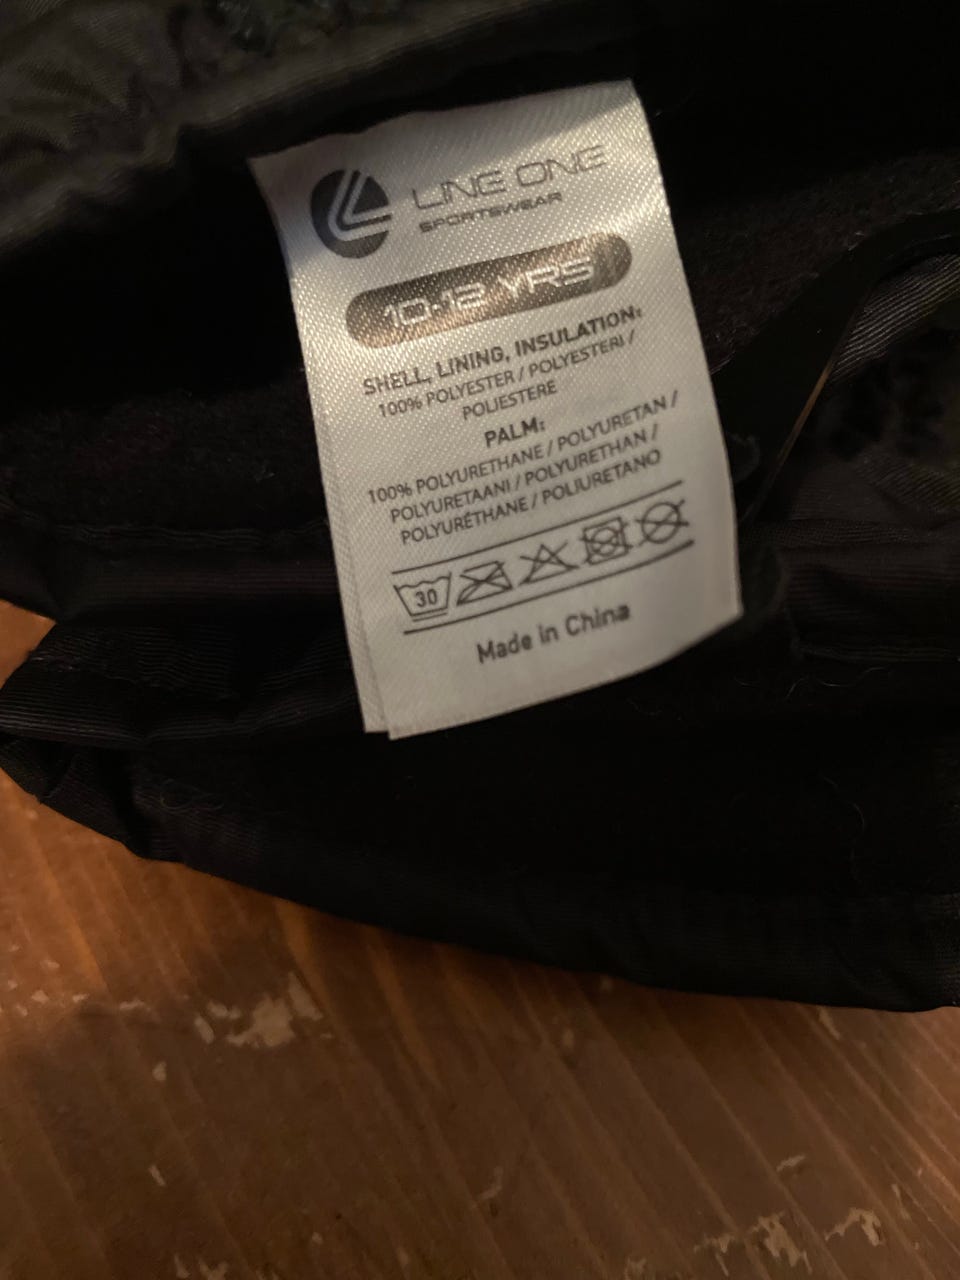 LINE ONE
SPORTSWEAR
10-12 YRS
SHELL, LINING, INSULATION:
100% POLYESTER / POLYESTERI /
POLIESTERE
PALM:
100% POLYURETHANE / POLYURETAN /
POLYURETAANI / POLYURETHAN /
POLYURÉTHANE / POLIURETANO
30
Made in China